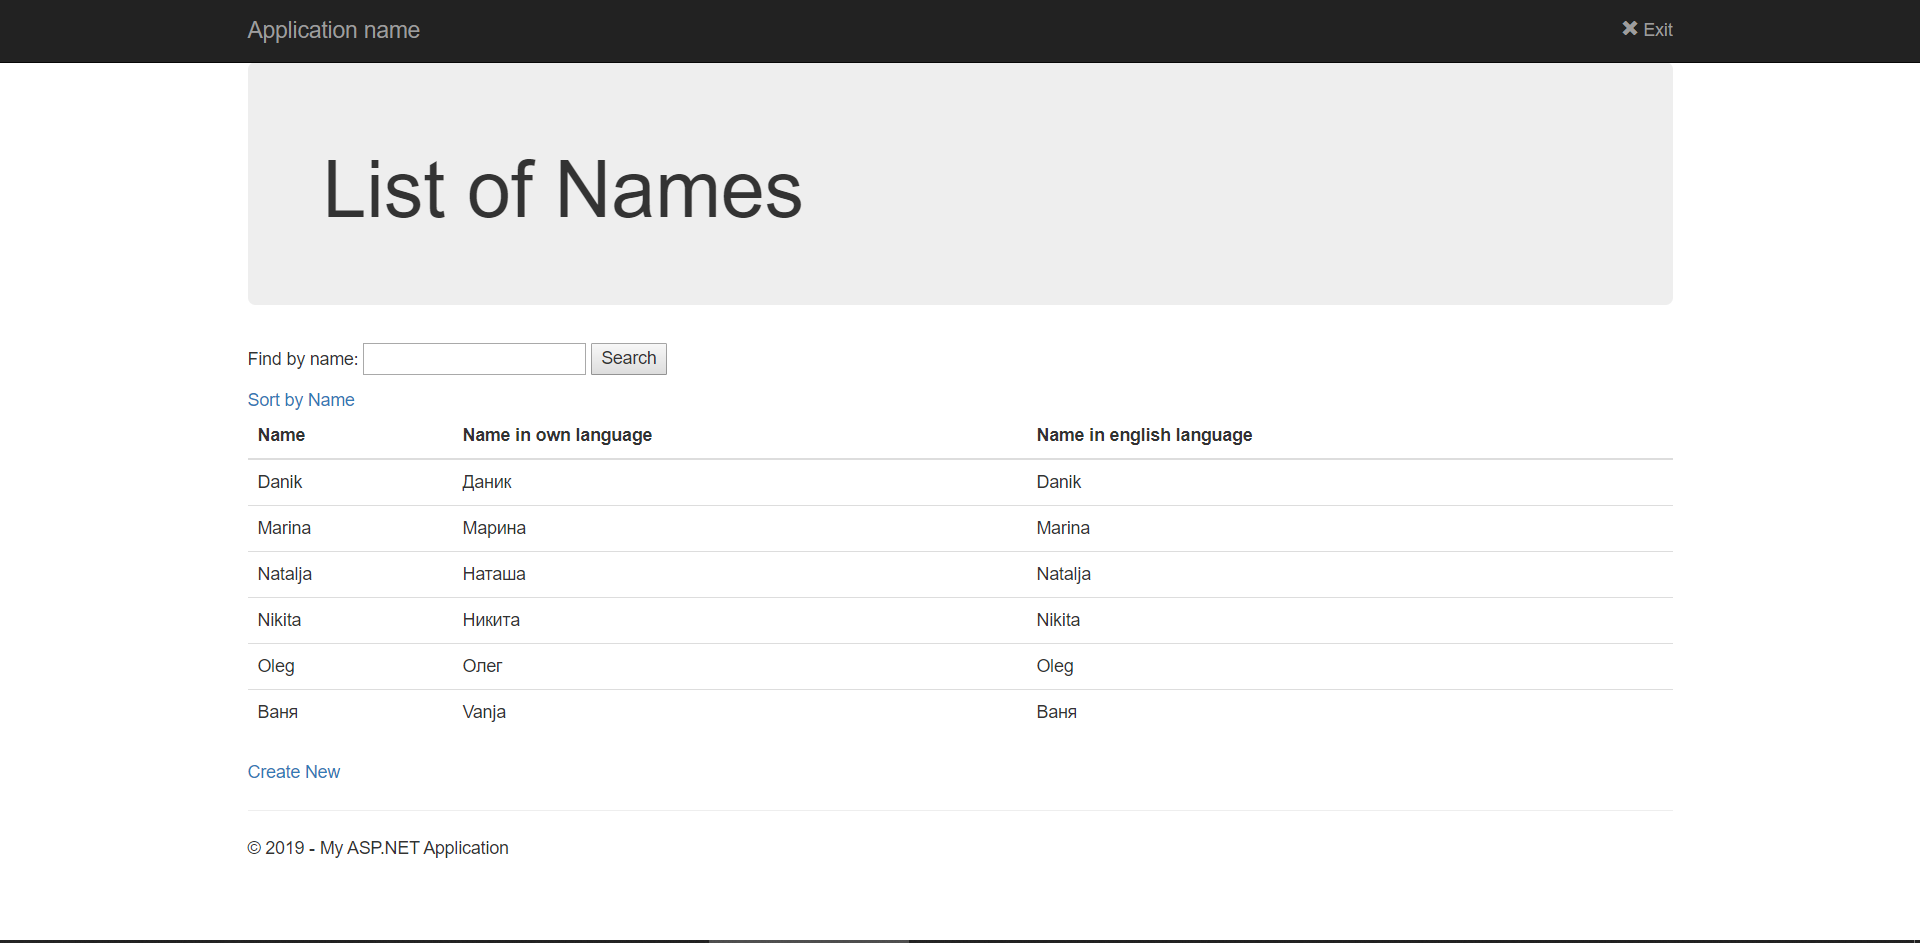 Application name
Exit
List of Names
Find by name: Search
Sort by Name
Name Name in own language Name in english language
Danik Даник Danik
Marina Марина Marina
Natalja Наташа Natalja
Nikita Никита Nikita
Oleg Олег Oleg
Ваня Vanja Ваня
Create New
© 2019 - My ASP.NET Application